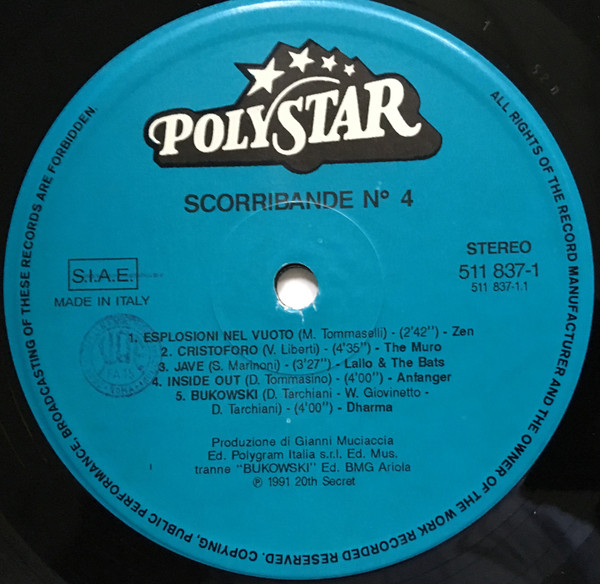 POLYSTAR
SCORRIBANDE Nº 4
STEREO
511 837-1
511 837-1.1
S.I.A.E.
MADE IN ITALY
1. ESPLOSIONI NEL VUOTO (M. Tommaselli) - (2'42") - Zen
2. CRISTOFORO (V. Liberti) - (4'35") - The Muro
3. JAVE (S. Marinoni) - (3'27") - Lallo & The Bats
4. INSIDE OUT (D. Tommasino) - (4'00") - Anfanger
5. BUKOWSKI" (D. Tarchiani - W. Giovinetto -
D. Tarchiani) - (4'00") - Dharma
Produzione di Gianni Muciaccia
Ed. Polygram Italia s.r.l. Ed. Mus.
tranne "BUKOWSKI" Ed. BMG Ariola
℗ 1991 20th Secret
ALL RIGHTS OF THE RECORD MANUFACTURER AND THE OWNER OF THE WORK RECORDED RESERVED. COPYING, PUBLIC PERFORMANCE, BROADCASTING OF THESE RECORDS ARE FORBIDDEN.